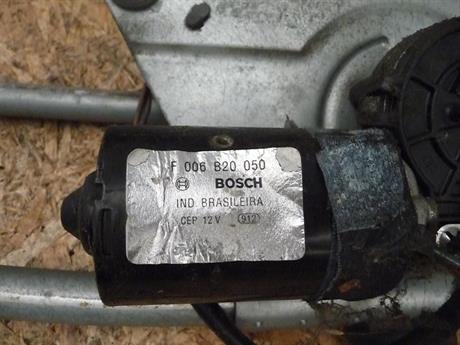 F 006 B20 050
BOSCH
IND. BRASILEIRA
CEP 12 V 912